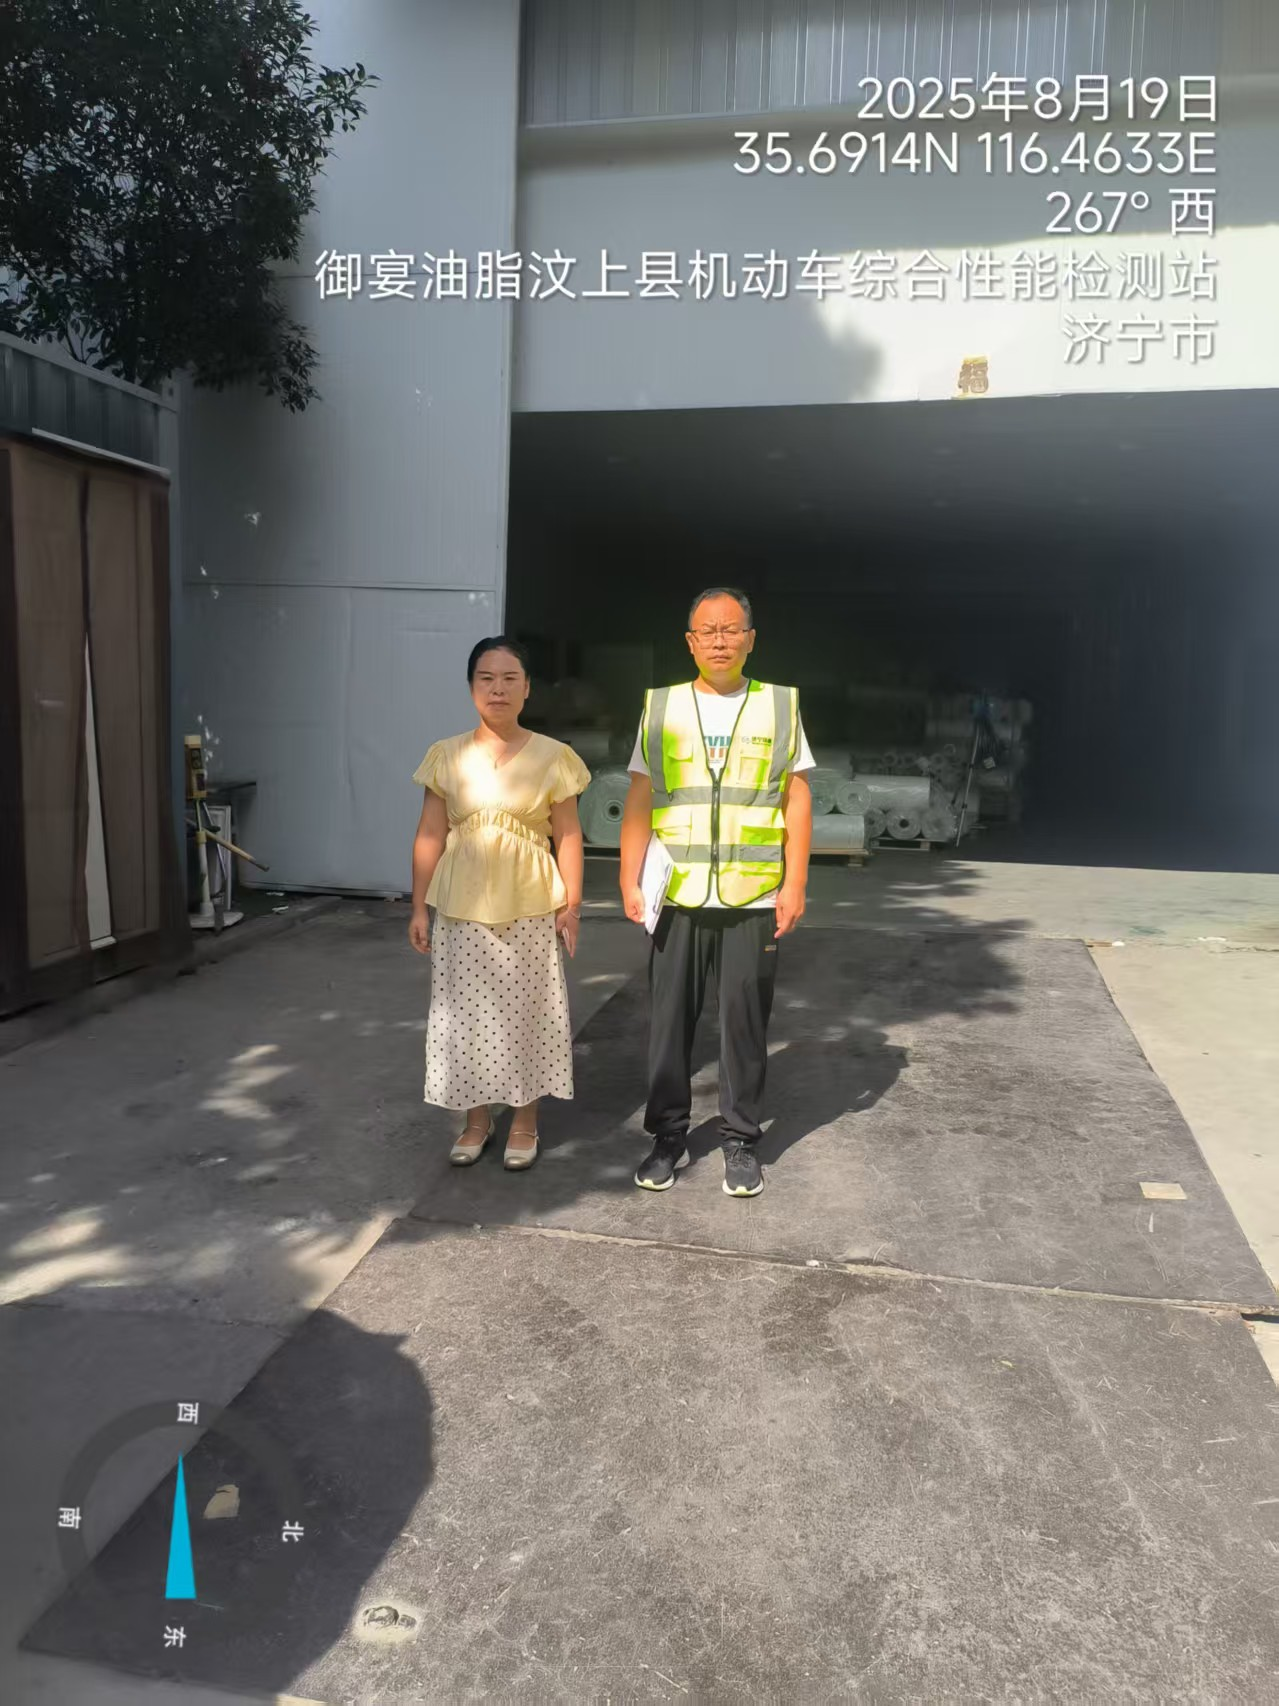 2025年8月19日
35.6914N 116.4633E
267° 西
御宴油脂汶上县机动车综合性能检测站
济宁市
福
西
南
北
东